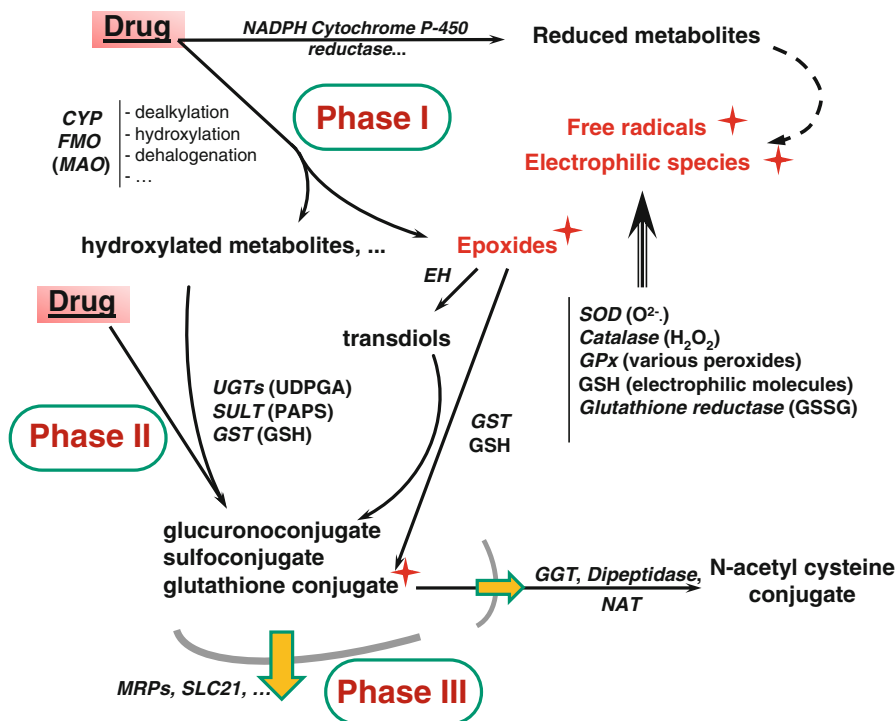 Drug
NADPH Cytochrome P-450
reductase...
Reduced metabolites
Phase I
CYP
FMO
(MAO)
- dealkylation
- hydroxylation
- dehalogenation
- ...
Free radicals
Electrophilic species
hydroxylated metabolites, ...
Epoxides
EH
Drug
transdiols
SOD (O²⁻·)
Catalase (H₂O₂)
GPx (various peroxides)
GSH (electrophilic molecules)
Glutathione reductase (GSSG)
UGTs (UDPGA)
SULT (PAPS)
GST (GSH)
GST
GSH
Phase II
glucuronoconjugate
sulfoconjugate
glutathione conjugate
GGT, Dipeptidase,
NAT
N-acetyl cysteine
conjugate
MRPs, SLC21, ...
Phase III